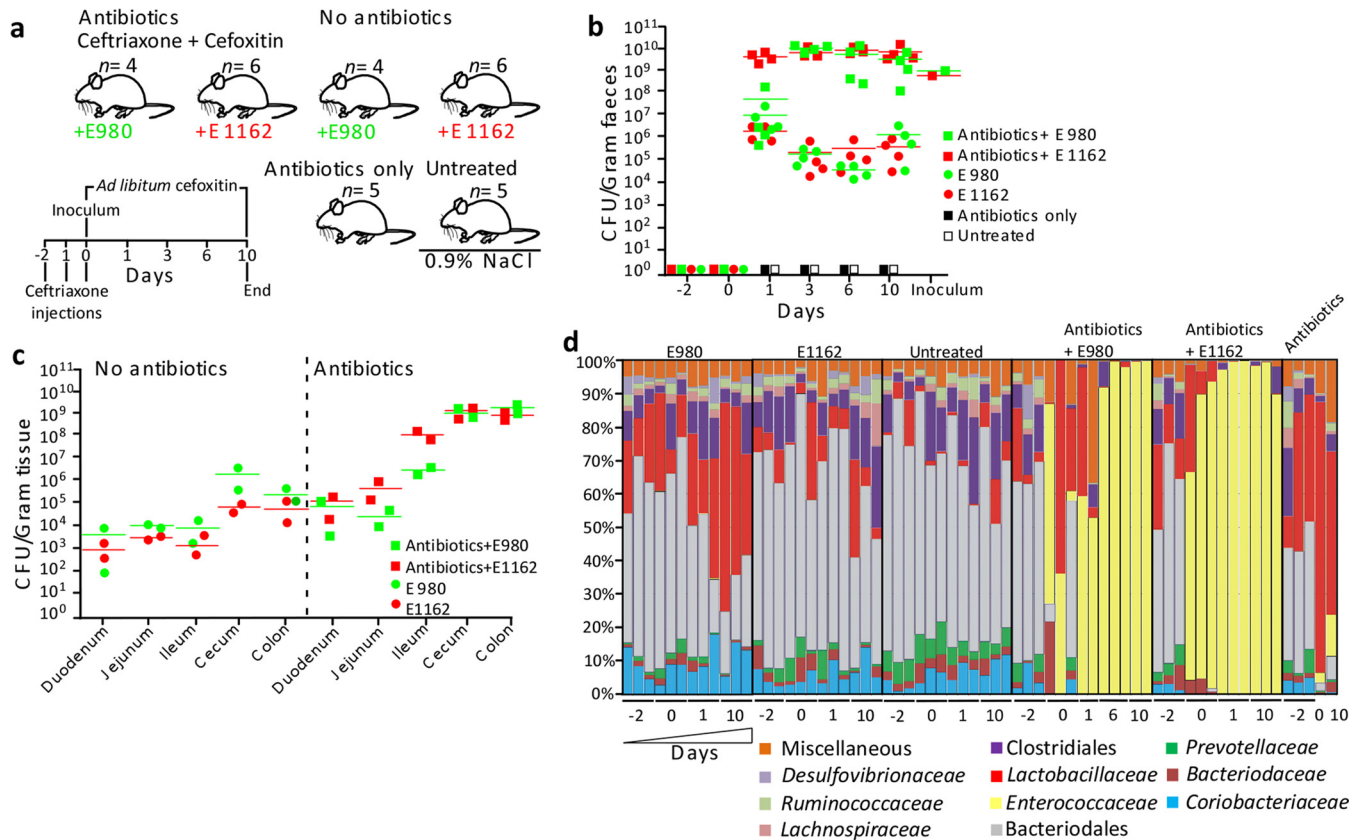 a
Antibiotics
Ceftriaxone + Cefoxitin
No antibiotics
n= 4
n= 6
n= 4
n= 6
+E980
+E1162
+E980
+E1162
Antibiotics only
Untreated
n= 5
n= 5
0.9% NaCl
Ad libitum cefoxitin
Inoculum
-2 1 0 1 3 6 10
Days
Ceftriaxone
injections
End
b
CFU/Gram faeces
10¹¹
10¹⁰
10⁹
10⁸
10⁷
10⁶
10⁵
10⁴
10³
10²
10¹
10⁰
-2 0 1 3 6 10 Inoculum
Days
Antibiotics+ E980
Antibiotics+ E1162
E980
E1162
Antibiotics only
Untreated
c
No antibiotics
Antibiotics
CFU/Gram tissue
10¹¹
10¹⁰
10⁹
10⁸
10⁷
10⁶
10⁵
10⁴
10³
10²
10¹
10⁰
Antibiotics+E980
Antibiotics+E1162
E980
E1162
Duodenum Jejunum Ileum Cecum Colon Duodenum Jejunum Ileum Cecum Colon
d
E980
E1162
Untreated
Antibiotics
+ E980
Antibiotics
+ E1162
Antibiotics
100%
90%
80%
70%
60%
50%
40%
30%
20%
10%
0%
-2 0 1 10 -2 0 1 10 -2 0 1 10 -2 0 1 6 10 -2 0 1 10 -2 0 10
Days
Miscellaneous
Desulfovibrionaceae
Ruminococcaceae
Lachnospiraceae
Clostridiales
Lactobacillaceae
Enterococcaceae
Bacteriodales
Prevotellaceae
Bacteriodaceae
Coriobacteriaceae